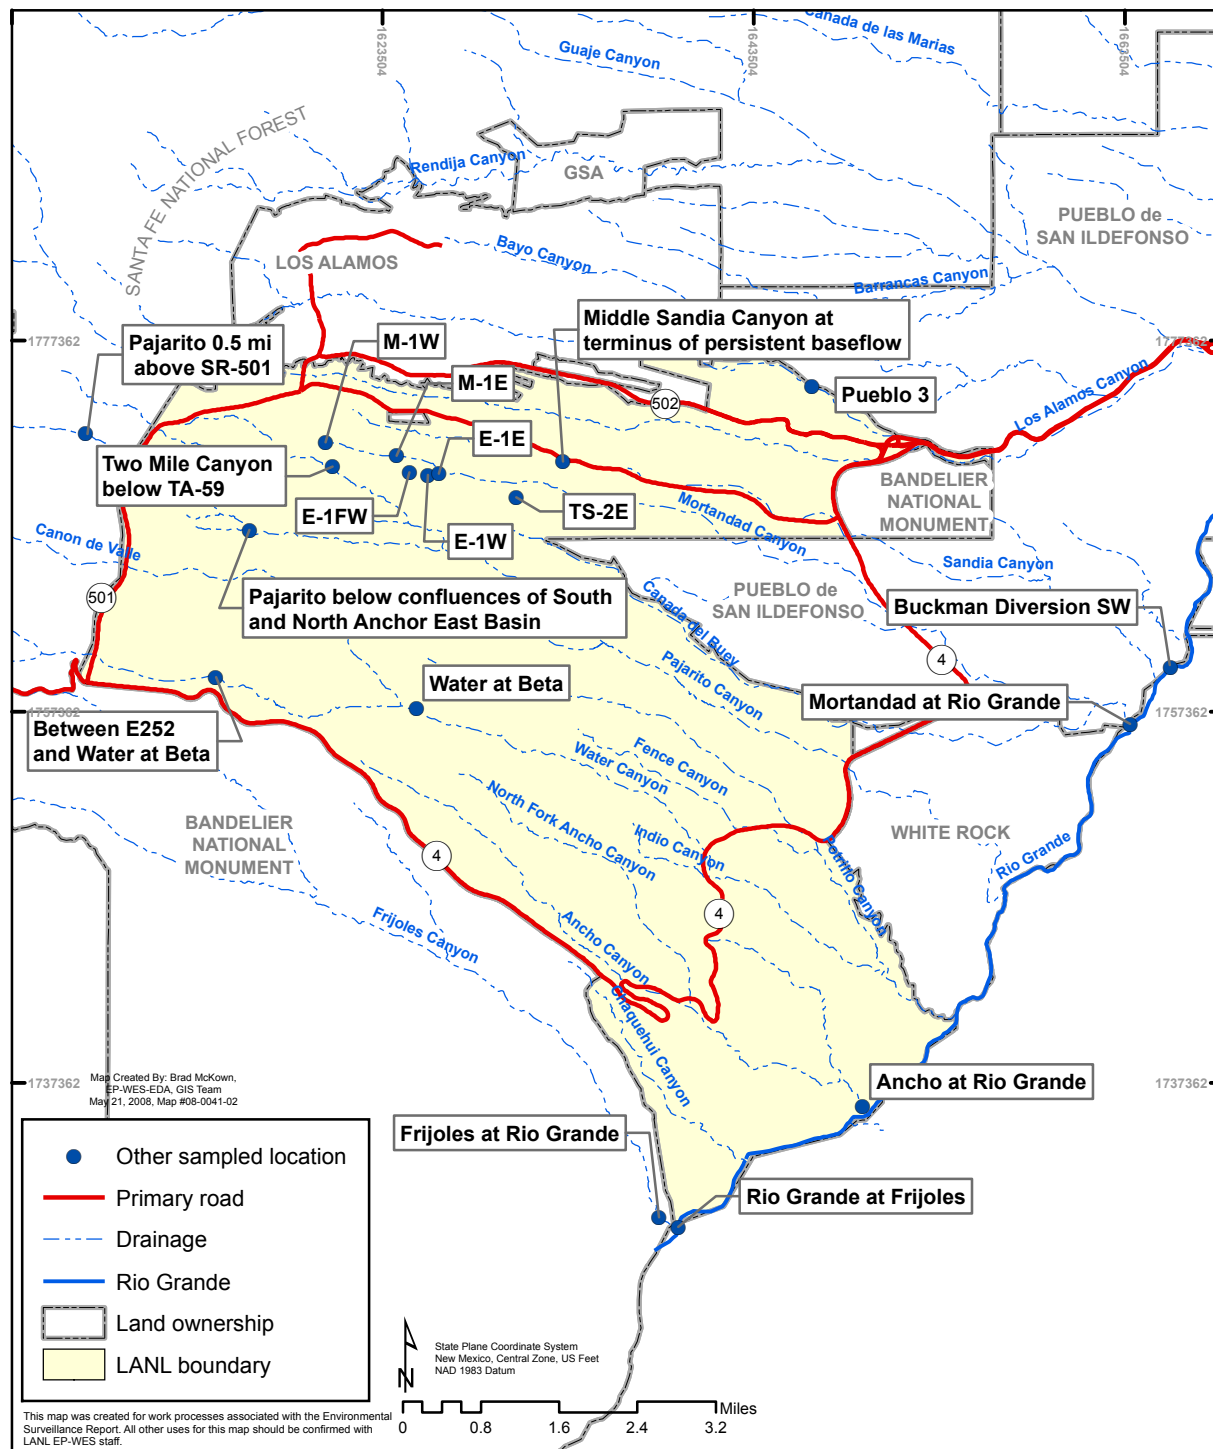 1623504
1643504
1663504
Canada de las Marias
Guaje Canyon
SANTA FE NATIONAL FOREST
Rendija Canyon
GSA
PUEBLO de
SAN ILDEFONSO
LOS ALAMOS
Bayo Canyon
Barrancas Canyon
1777362
1777362
Pajarito 0.5 mi
above SR-501
M-1W
Middle Sandia Canyon at
terminus of persistent baseflow
M-1E
Pueblo 3
502
Los Alamos Canyon
E-1E
Two Mile Canyon
below TA-59
BANDELIER
NATIONAL
MONUMENT
E-1FW
TS-2E
Mortandad Canyon
E-1W
Canon de Valle
Sandia Canyon
501
Pajarito below confluences of South
and North Anchor East Basin
PUEBLO de
SAN ILDEFONSO
Canada del Buey
Buckman Diversion SW
4
Pajarito Canyon
Water at Beta
Mortandad at Rio Grande
1757362
1757362
Between E252
and Water at Beta
Fence Canyon
Water Canyon
North Fork Ancho Canyon
Indio Canyon
BANDELIER
NATIONAL
MONUMENT
WHITE ROCK
Potrillo Canyon
Rio Grande
4
4
Frijoles Canyon
Ancho Canyon
Chaquehui Canyon
Map Created By: Brad McKown,
EP-WES-EDA, GIS Team
May 21, 2008, Map #08-0041-02
1737362
1737362
Ancho at Rio Grande
Frijoles at Rio Grande
Rio Grande at Frijoles
Other sampled location
Primary road
Drainage
Rio Grande
Land ownership
LANL boundary
N
State Plane Coordinate System
New Mexico, Central Zone, US Feet
NAD 1983 Datum
Miles
0 0.8 1.6 2.4 3.2
This map was created for work processes associated with the Environmental
Surveillance Report. All other uses for this map should be confirmed with
LANL EP-WES staff.